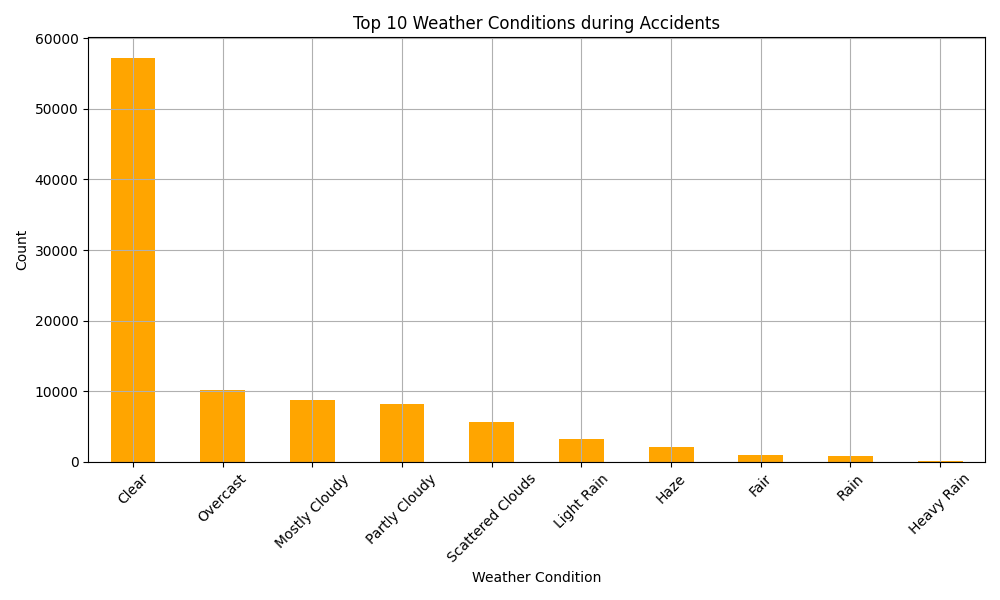 Top 10 Weather Conditions during Accidents
60000
50000
40000
30000
20000
10000
0
Count
Clear
Overcast
Mostly Cloudy
Partly Cloudy
Scattered Clouds
Light Rain
Haze
Fair
Rain
Heavy Rain
Weather Condition